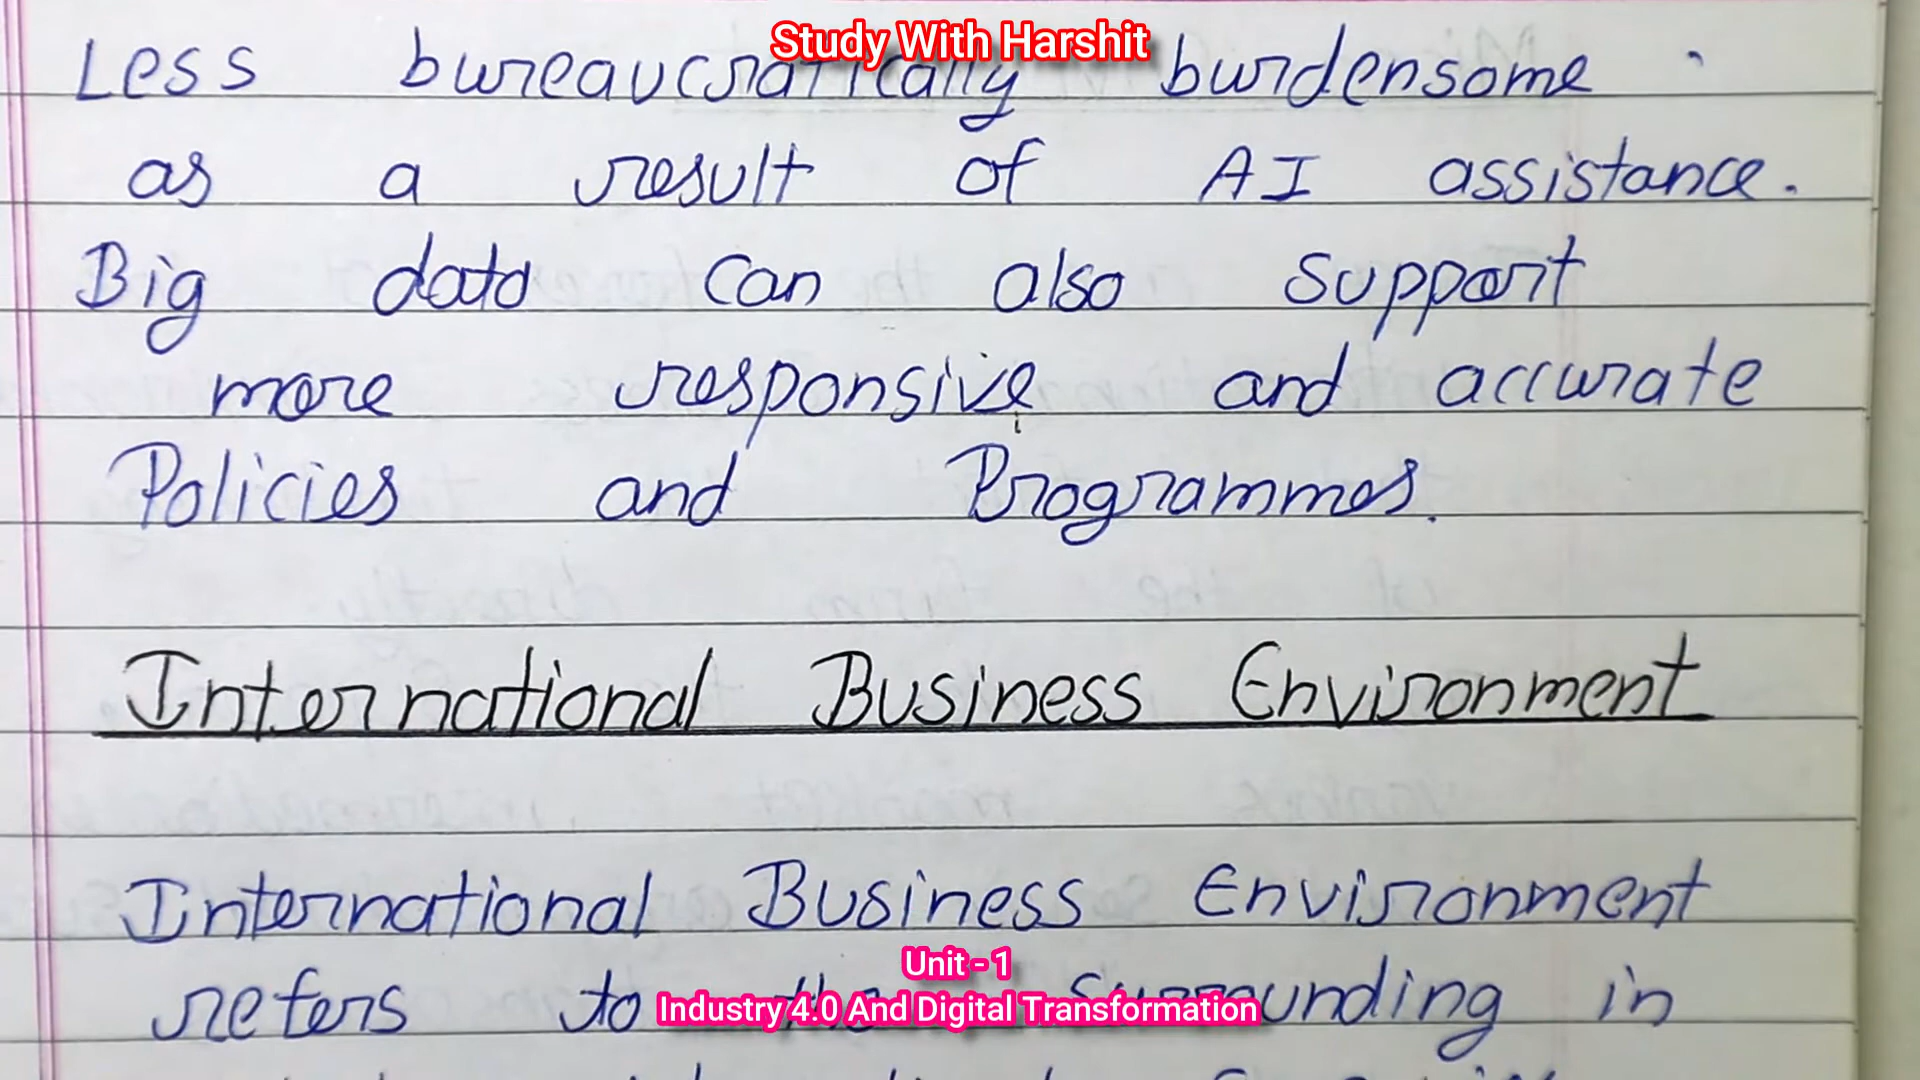 Study With Harshit
Less bureaucratically burdensome
as a result of AI assistance.
Big data can also support
more responsive and accurate
Policies and Programmes.
International Business Environment
International Business Environment
Unit - 1
refers to the surrounding in
Industry 4.0 And Digital Transformation